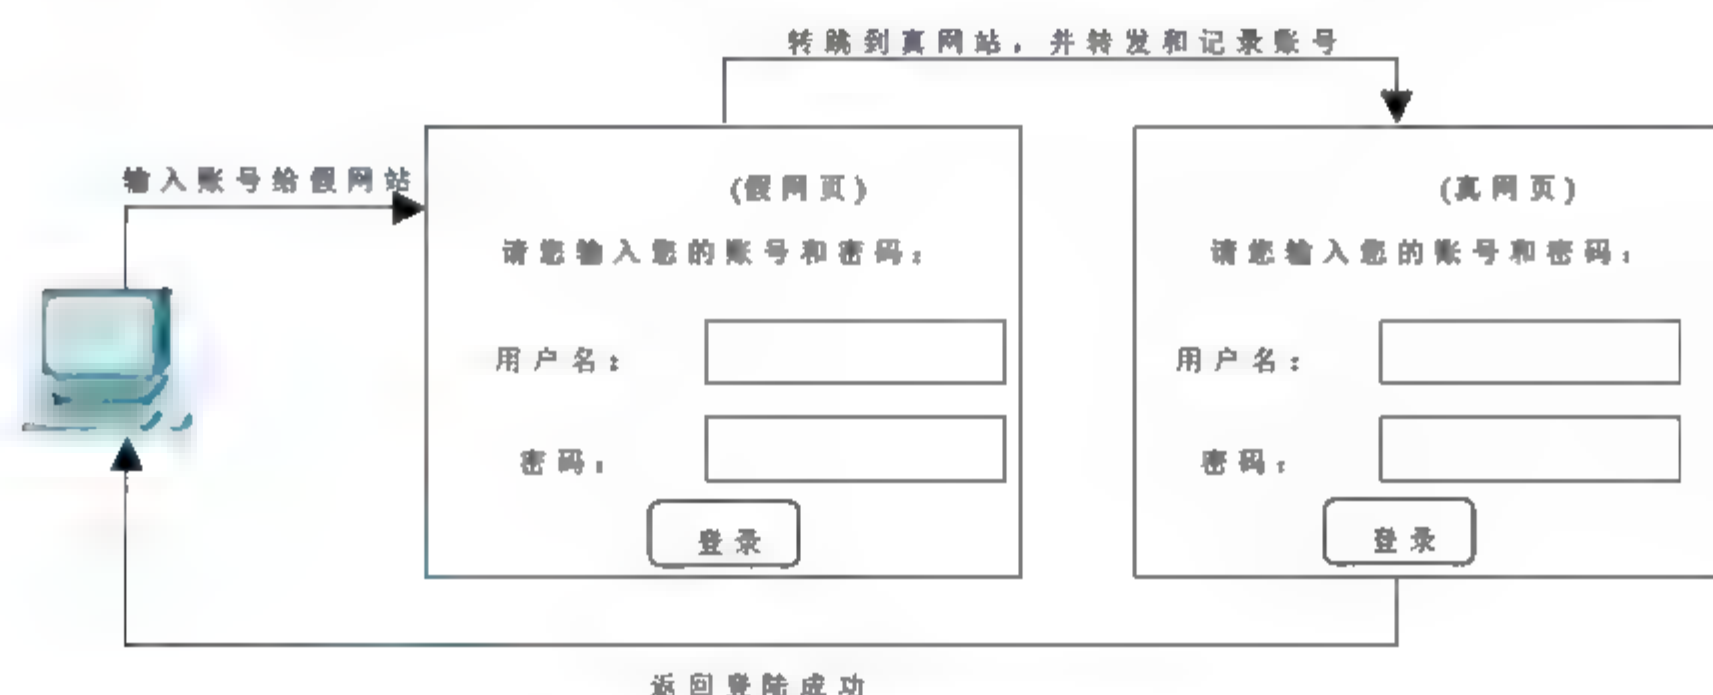 转跳到真网站，并转发和记录账号
输入账号给假网站
(假网页)
请您输入您的账号和密码：
用户名：
密码：
登录
(真网页)
请您输入您的账号和密码：
用户名：
密码：
登录
返回登陆成功